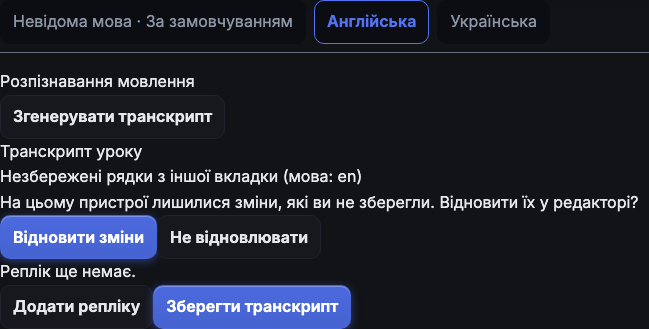 Невідома мова · За замовчуванням Англійська Українська
Розпізнавання мовлення
Згенерувати транскрипт
Транскрипт уроку
Незбережені рядки з іншої вкладки (мова: en)
На цьому пристрої лишилися зміни, які ви не зберегли. Відновити їх у редакторі?
Відновити зміни Не відновлювати
Реплік ще немає.
Додати репліку Зберегти транскрипт